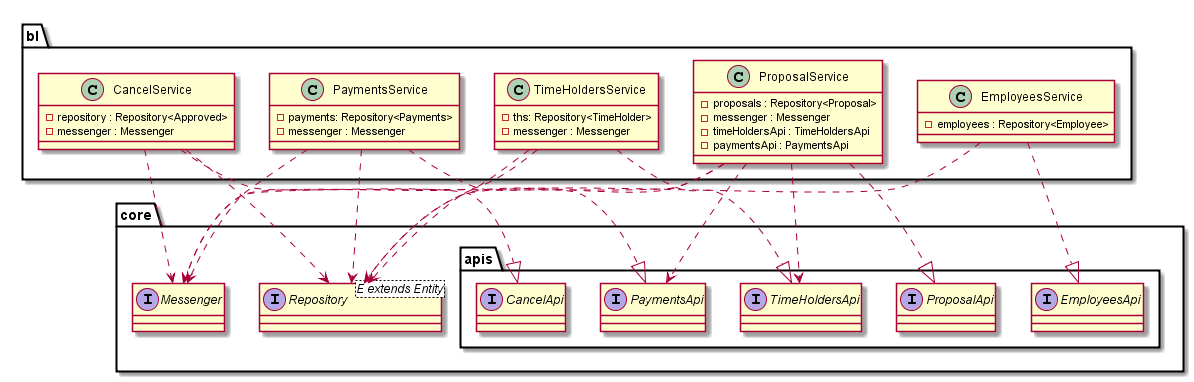 bl
C CancelService
repository : Repository<Approved>
messenger : Messenger
C PaymentsService
payments: Repository<Payments>
messenger : Messenger
C TimeHoldersService
ths: Repository<TimeHolder>
messenger : Messenger
C ProposalService
proposals : Repository<Proposal>
messenger : Messenger
timeHoldersApi : TimeHoldersApi
paymentsApi : PaymentsApi
C EmployeesService
employees : Repository<Employee>
core
I Messenger
I Repository
E extends Entity
apis
I CancelApi
I PaymentsApi
I TimeHoldersApi
I ProposalApi
I EmployeesApi